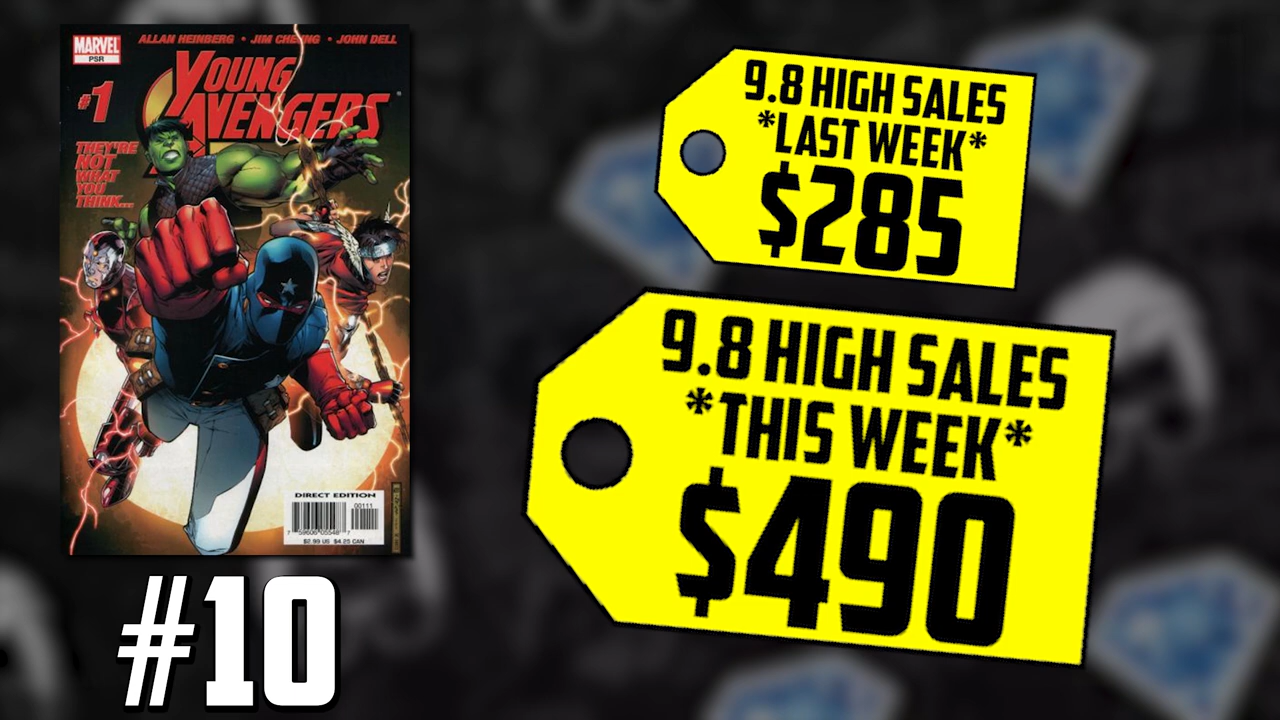 MARVEL
PSR
ALLAN HEINBERG • JIM CHEUNG • JOHN DELL
YOUNG
AVENGERS
#1
THEY'RE
NOT
WHAT
YOU
THINK...
DIRECT EDITION
00111
$2.99 US $4.25 CAN
#10
9.8 HIGH SALES
*LAST WEEK*
$285
9.8 HIGH SALES
*THIS WEEK*
$490